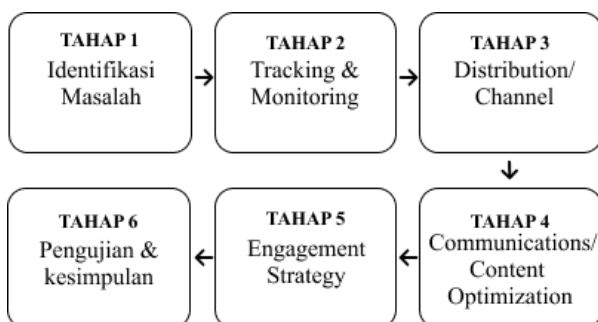 TAHAP 1
Identifikasi
Masalah
TAHAP 2
Tracking &
Monitoring
TAHAP 3
Distribution/
Channel
TAHAP 4
Communications/
Content
Optimization
TAHAP 5
Engagement
Strategy
TAHAP 6
Pengujian &
kesimpulan